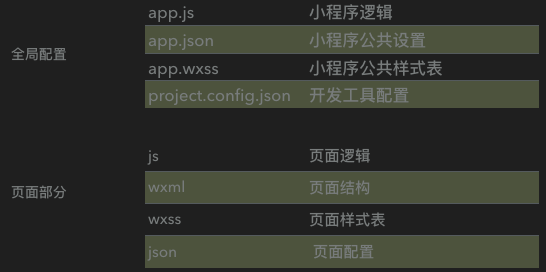 app.js 小程序逻辑
app.json 小程序公共设置
全局配置
app.wxss 小程序公共样式表
project.config.json 开发工具配置
js 页面逻辑
wxml 页面结构
页面部分
wxss 页面样式表
json 页面配置